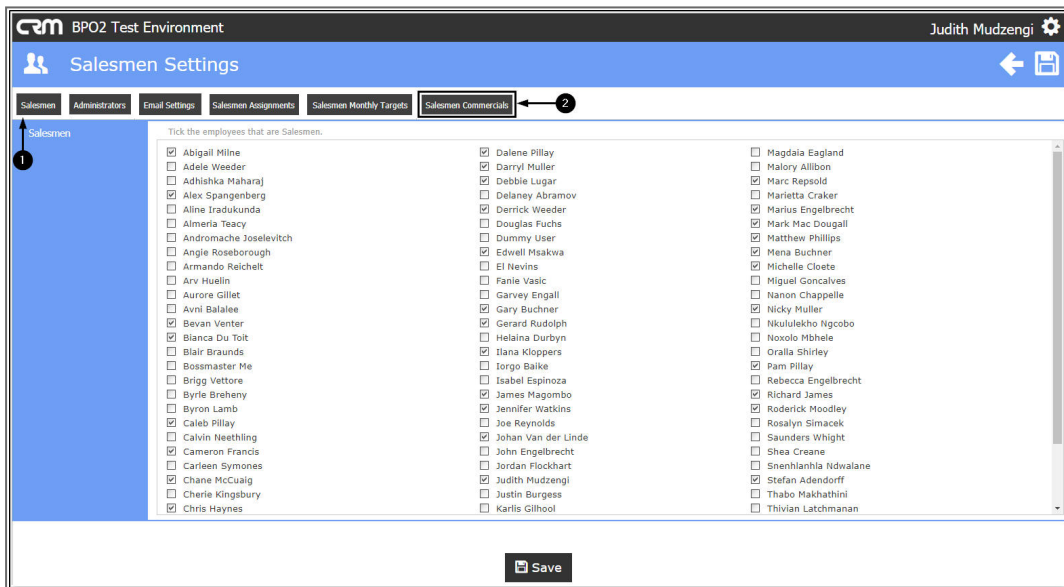 CRM BPO2 Test Environment Judith Mudzengi
Salesmen Settings
Salesmen Administrators Email Settings Salesmen Assignments Salesmen Monthly Targets Salesmen Commercials 2
Salesmen Tick the employees that are Salesmen.
1
Abigail Milne Dalene Pillay Magdaia Eagland
Adele Weeder Darryl Muller Malory Allibon
Adhishka Maharaj Debbie Lugar Marc Repsold
Alex Spangenberg Delaney Abramov Marietta Craker
Aline Iradukunda Derrick Weeder Marius Engelbrecht
Almeria Teacy Douglas Fuchs Mark Mac Dougall
Andromache Joselevitch Dummy User Matthew Phillips
Angie Roseborough Edwell Msakwa Mena Buchner
Armando Reichelt El Nevins Michelle Cloete
Arv Huelin Fanie Vasic Miguel Goncalves
Aurore Gillet Garvey Engall Nanon Chappelle
Avni Balalee Gary Buchner Nicky Muller
Bevan Venter Gerard Rudolph Nkululekho Ngcobo
Bianca Du Toit Helaina Durbyn Noxolo Mbhele
Blair Braunds Ilana Kloppers Oralla Shirley
Bossmaster Me Iorgo Baike Pam Pillay
Brigg Vettore Isabel Espinoza Rebecca Engelbrecht
Byrle Breheny James Magombo Richard James
Byron Lamb Jennifer Watkins Roderick Moodley
Caleb Pillay Joe Reynolds Rosalyn Simacek
Calvin Neethling Johan Van der Linde Saunders Whight
Cameron Francis John Engelbrecht Shea Creane
Carleen Symones Jordan Flockhart Snenhlanhla Ndwalane
Chane McCuaig Judith Mudzengi Stefan Adendorff
Cherie Kingsbury Justin Burgess Thabo Makhathini
Chris Haynes Karlis Gilhool Thivian Latchmanan
Save